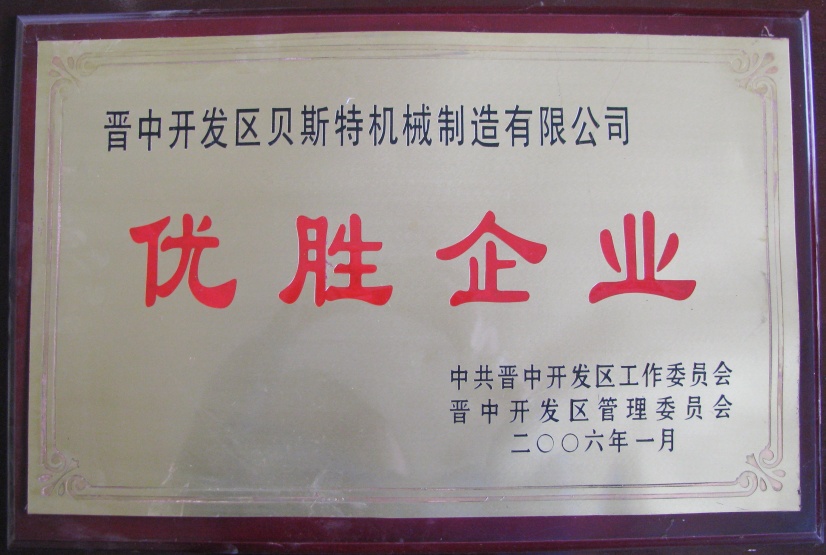 晋中开发区贝斯特机械制造有限公司
优胜企业
中共晋中开发区工作委员会
晋中开发区管理委员会
二〇〇六年一月